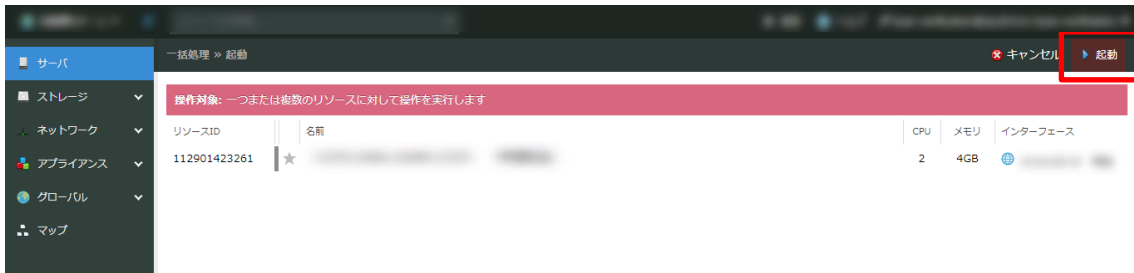 サーバ
ストレージ
ネットワーク
アプライアンス
グローバル
マップ
一括処理 » 起動
キャンセル
起動
操作対象: 一つまたは複数のリソースに対して操作を実行します
リソースID 名前 CPU メモリ インターフェース
112901423261 2 4GB